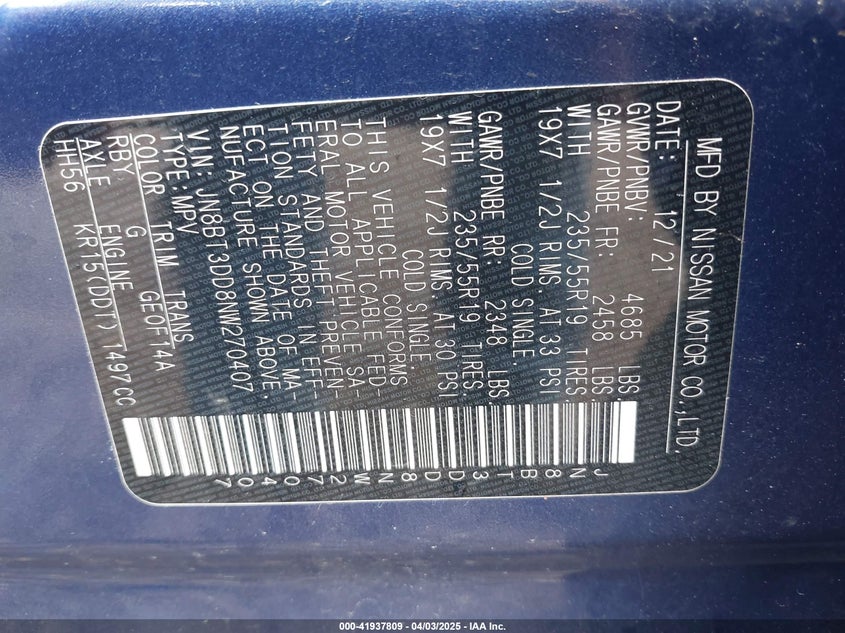 MFD BY NISSAN MOTOR CO.,LTD.
DATE: 12/21
GVWR/PNBV: 4685 LBS:
GAWR/PNBE FR: 2458 LBS:
WITH 235/55R19 TIRES:
19X7 1/2J RIMS AT 33 PSI
COLD SINGLE.
GAWR/PNBE RR: 2348 LBS:
WITH 235/55R19 TIRES:
19X7 1/2J RIMS AT 30 PSI
COLD SINGLE.
THIS VEHICLE CONFORMS
TO ALL APPLICABLE FED-
ERAL MOTOR VEHICLE SA-
FETY AND THEFT PREVEN-
TION STANDARDS IN EFF-
ECT ON THE DATE OF MA-
NUFACTURE SHOWN ABOVE.
VIN: JN8BT3DD8NW270407
TYPE: MPV
COLOR TRIM TRANS
RBY G GE0F14A
AXLE ENGINE
HH56 KR15(DDT) 1497CC
JN8BT3DD8NW270407
000-41937809 - 04/03/2025 - IAA Inc.